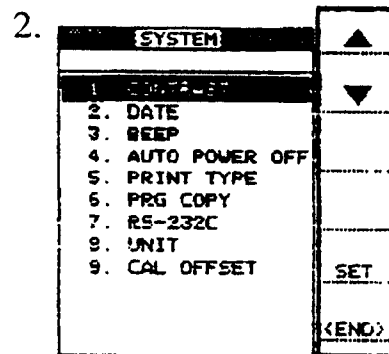 2.
SYSTEM
▲
▼
1. CONTRAST
2. DATE
3. BEEP
4. AUTO POWER OFF
5. PRINT TYPE
6. PRG COPY
7. RS-232C
8. UNIT
9. CAL OFFSET
SET
<END>